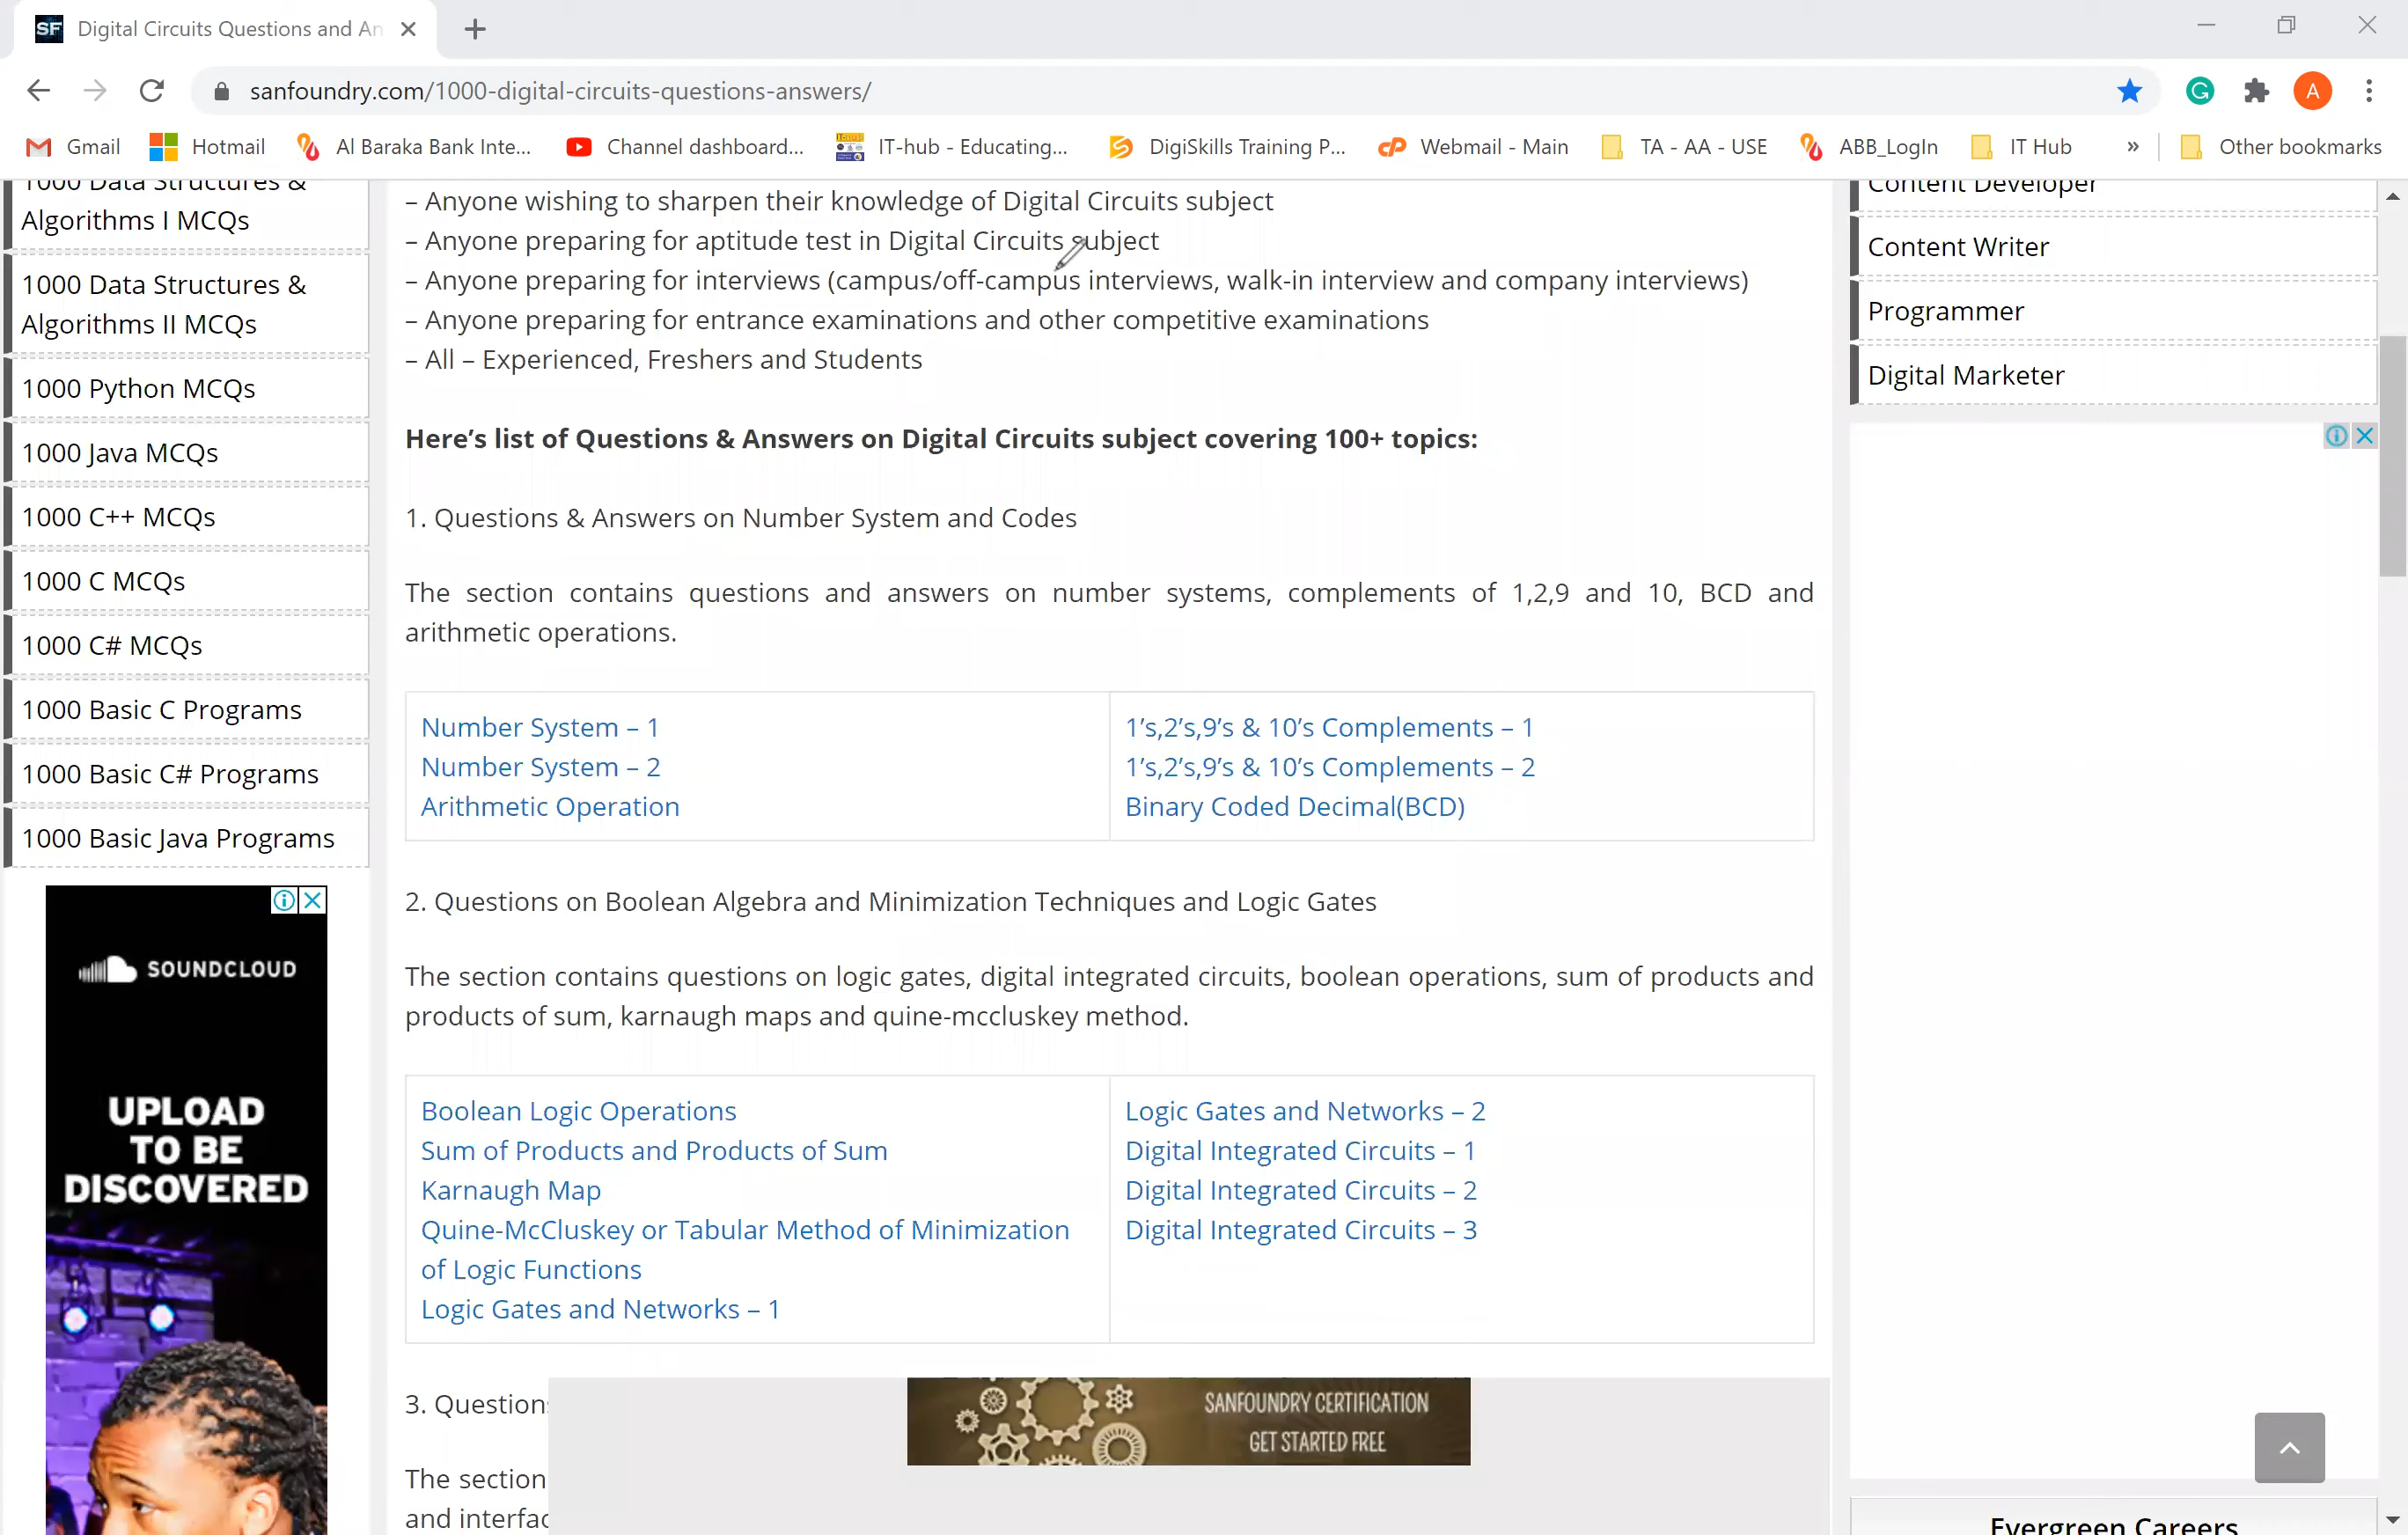 SF Digital Circuits Questions and An
sanfoundry.com/1000-digital-circuits-questions-answers/
A
Gmail
Hotmail
Al Baraka Bank Inte...
Channel dashboard...
IT-hub - Educating...
DigiSkills Training P...
cP Webmail - Main
TA - AA - USE
ABB_LogIn
IT Hub
»
Other bookmarks
1000 Data Structures &
Algorithms I MCQs
1000 Data Structures &
Algorithms II MCQs
1000 Python MCQs
1000 Java MCQs
1000 C++ MCQs
1000 C MCQs
1000 C# MCQs
1000 Basic C Programs
1000 Basic C# Programs
1000 Basic Java Programs
SOUNDCLOUD
UPLOAD
TO BE
DISCOVERED
– Anyone wishing to sharpen their knowledge of Digital Circuits subject
– Anyone preparing for aptitude test in Digital Circuits subject
– Anyone preparing for interviews (campus/off-campus interviews, walk-in interview and company interviews)
– Anyone preparing for entrance examinations and other competitive examinations
– All – Experienced, Freshers and Students
Here’s list of Questions & Answers on Digital Circuits subject covering 100+ topics:
1. Questions & Answers on Number System and Codes
The section contains questions and answers on number systems, complements of 1,2,9 and 10, BCD and
arithmetic operations.
Number System – 1
Number System – 2
Arithmetic Operation
1’s,2’s,9’s & 10’s Complements – 1
1’s,2’s,9’s & 10’s Complements – 2
Binary Coded Decimal(BCD)
2. Questions on Boolean Algebra and Minimization Techniques and Logic Gates
The section contains questions on logic gates, digital integrated circuits, boolean operations, sum of products and
products of sum, karnaugh maps and quine-mccluskey method.
Boolean Logic Operations
Sum of Products and Products of Sum
Karnaugh Map
Quine-McCluskey or Tabular Method of Minimization
of Logic Functions
Logic Gates and Networks – 1
Logic Gates and Networks – 2
Digital Integrated Circuits – 1
Digital Integrated Circuits – 2
Digital Integrated Circuits – 3
3. Question
The section
and interfac
SANFOUNDRY CERTIFICATION
GET STARTED FREE
Content Developer
Content Writer
Programmer
Digital Marketer
Evergreen Careers